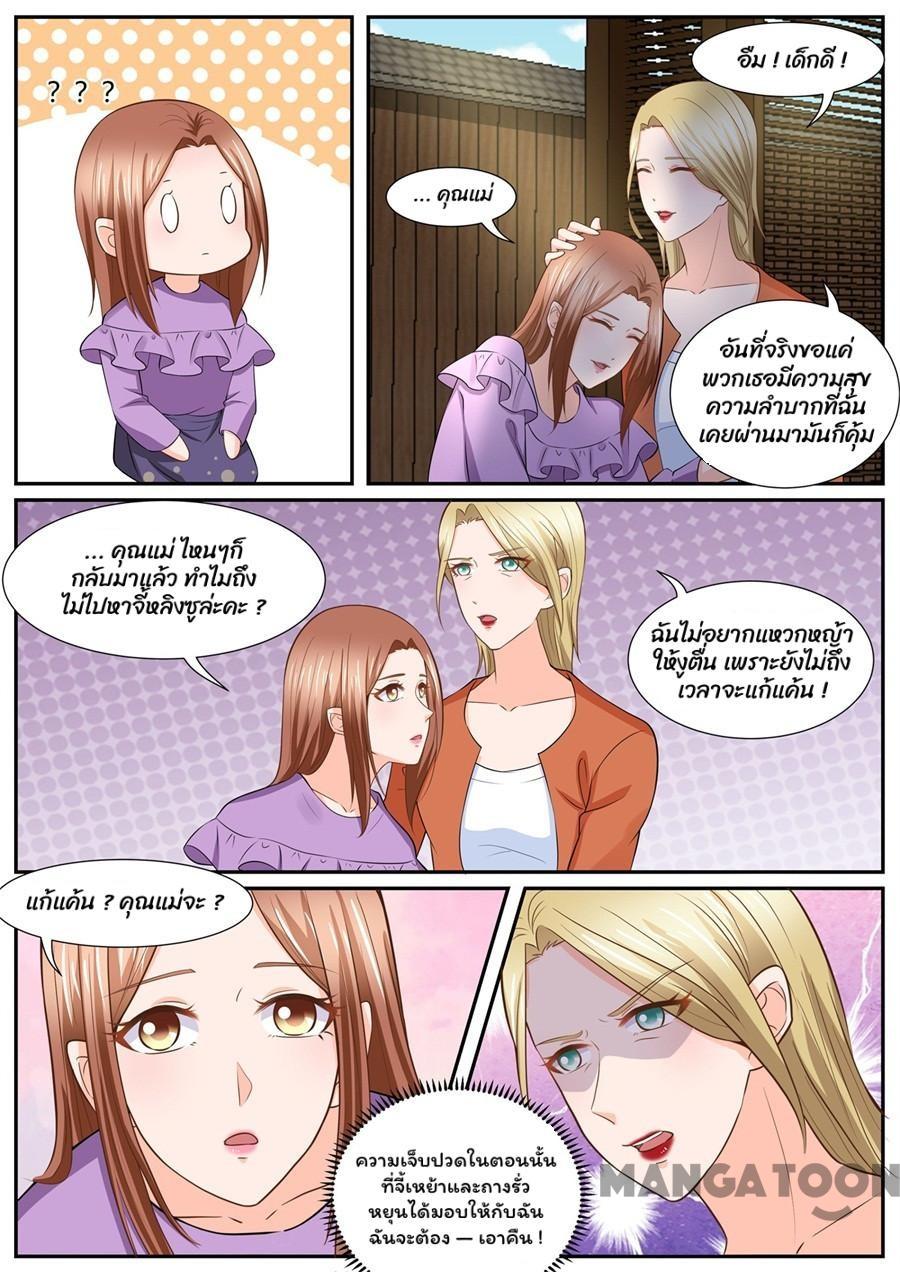 ? ? ?
อืม ! เด็กดี !
... คุณแม่
อันที่จริงขอแค่
พวกเธอมีความสุข
ความลำบากที่ฉัน
เคยผ่านมามันก็คุ้ม
... คุณแม่ ไหนๆก็
กลับมาแล้ว ทำไมถึง
ไม่ไปหาจี้หลิงซูล่ะคะ ?
ฉันไม่อยากแหวกหญ้า
ให้งูตื่น เพราะยังไม่ถึง
เวลาจะแก้แค้น !
แก้แค้น ? คุณแม่จะ ?
ความเจ็บปวดในตอนนั้น
ที่จี้เหย้าและถางรั่ว
หยุนได้มอบให้กับฉัน
ฉันจะต้อง — เอาคืน !
MANGATOON